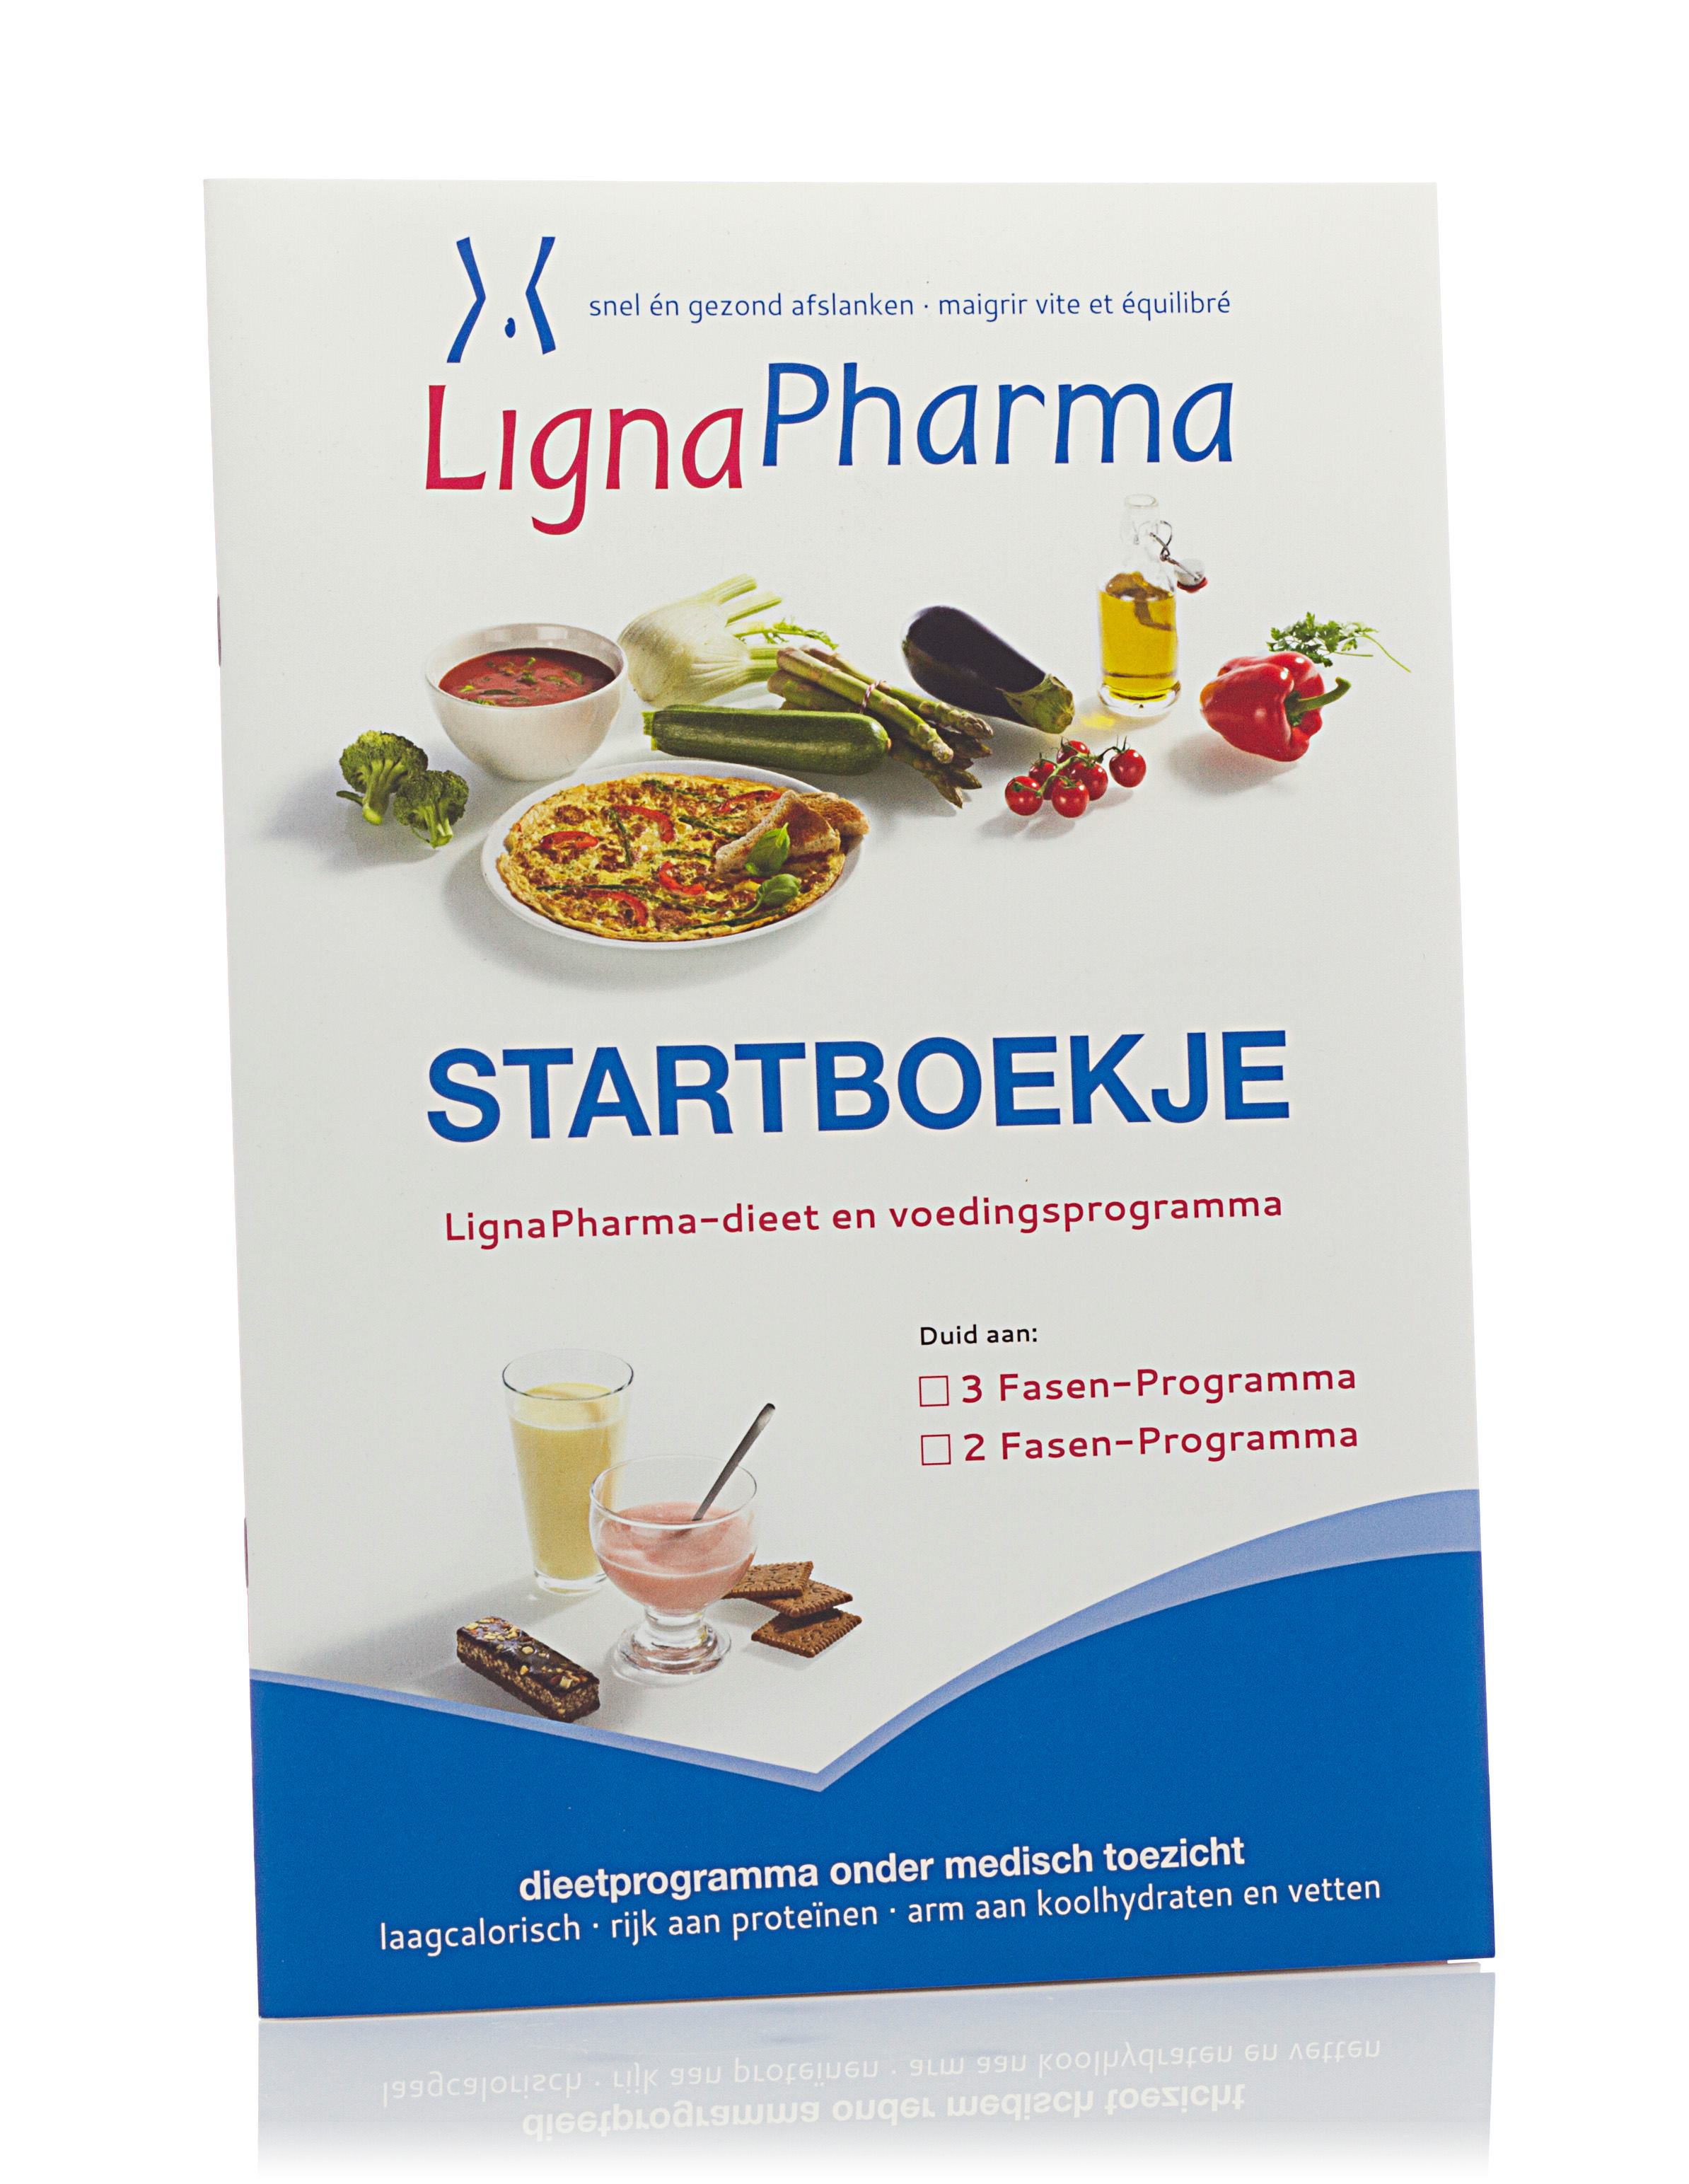 snel én gezond afslanken · maigrir vite et équilibré
LignaPharma
STARTBOEKJE
LignaPharma-dieet en voedingsprogramma
Duid aan:
☐ 3 Fasen-Programma
☐ 2 Fasen-Programma
dieetprogramma onder medisch toezicht
laagcalorisch · rijk aan proteïnen · arm aan koolhydraten en vetten